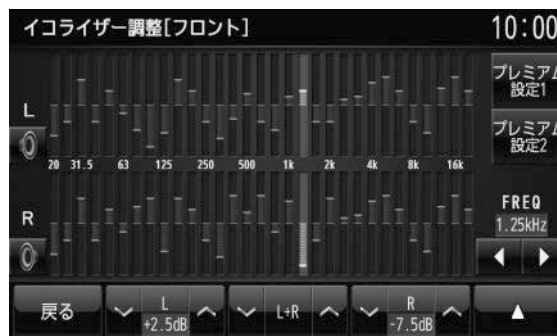 イコライザー調整[フロント]
10:00
プレミアム
設定1
L
プレミアム
設定2
20 31.5 63 125 250 500 1k 2k 4k 8k 16k
FREQ
R
1.25kHz
戻る
L
+2.5dB
L+R
R
-7.5dB